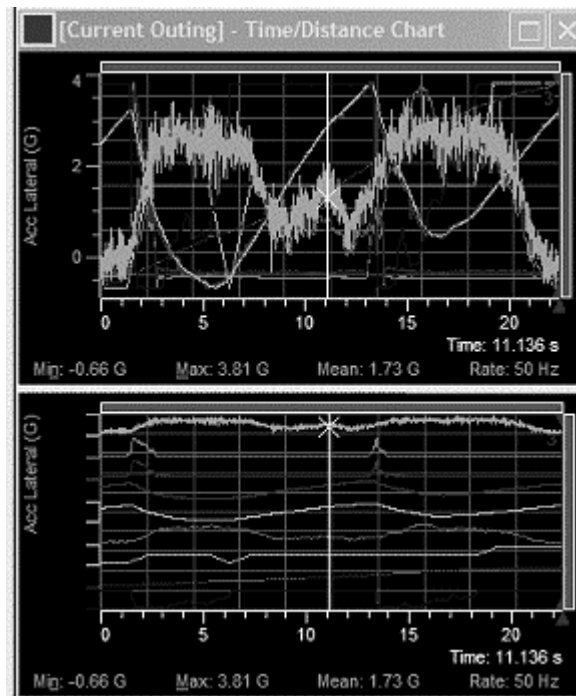 [Current Outing] - Time/Distance Chart
4
2
0
Acc Lateral (G)
3
0 5 10 15 20
Time: 11.136 s
Min: -0.66 G Max: 3.81 G Mean: 1.73 G Rate: 50 Hz
Acc Lateral (G)
3
0 5 10 15 20
Time: 11.136 s
Min: -0.66 G Max: 3.81 G Mean: 1.73 G Rate: 50 Hz